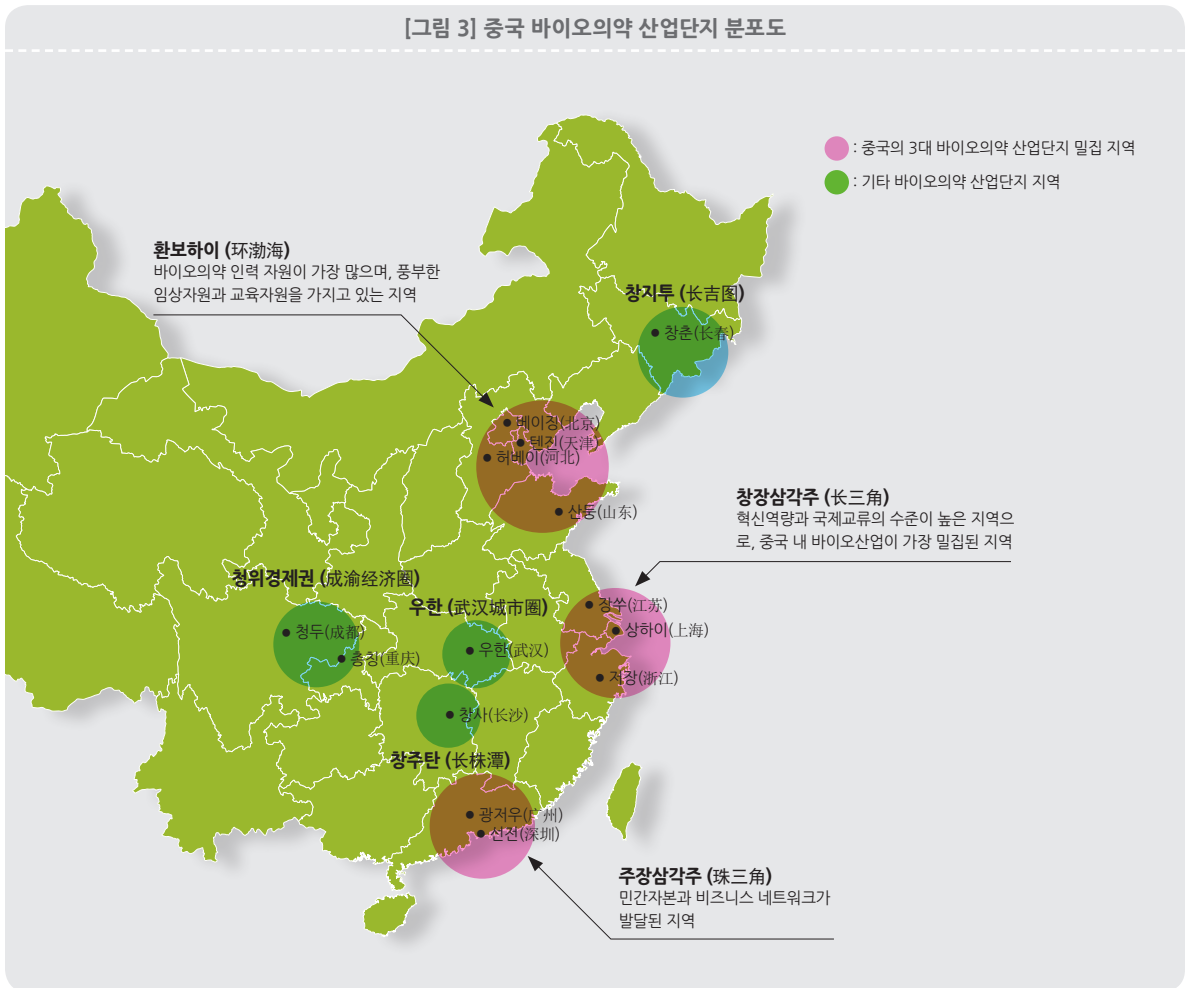 [그림 3] 중국 바이오의약 산업단지 분포도
: 중국의 3대 바이오의약 산업단지 밀집 지역
: 기타 바이오의약 산업단지 지역
환보하이 (环渤海)
바이오의약 인력 자원이 가장 많으며, 풍부한
임상자원과 교육자원을 가지고 있는 지역
창지투 (长吉图)
창춘(长春)
베이징(北京)
텐진(天津)
허베이(河北)
산둥(山东)
창장삼각주 (长三角)
혁신역량과 국제교류의 수준이 높은 지역으
로, 중국 내 바이오산업이 가장 밀집된 지역
청위경제권 (成渝经济圈)
청두(成都)
충칭(重庆)
우한 (武汉城市圈)
우한(武汉)
장쑤(江苏)
상하이(上海)
저장(浙江)
창사(长沙)
창주탄 (长株潭)
광저우(广州)
선전(深圳)
주장삼각주 (珠三角)
민간자본과 비즈니스 네트워크가
발달된 지역